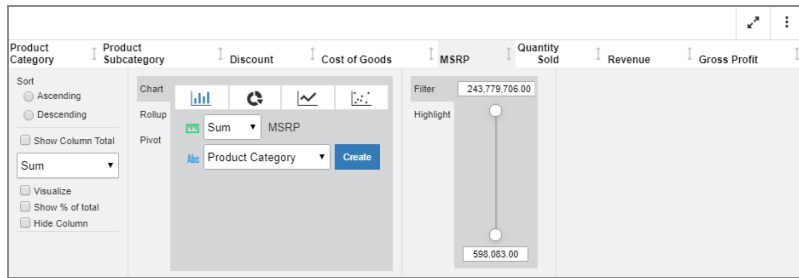 Product Category
Product Subcategory
Discount
Cost of Goods
MSRP
Quantity Sold
Revenue
Gross Profit
Sort
Ascending
Descending
Show Column Total
Sum
Visualize
Show % of total
Hide Column
Chart
Rollup
Pivot
Sum MSRP
Abc Product Category Create
Filter 243,779,706.00
Highlight
598,083.00